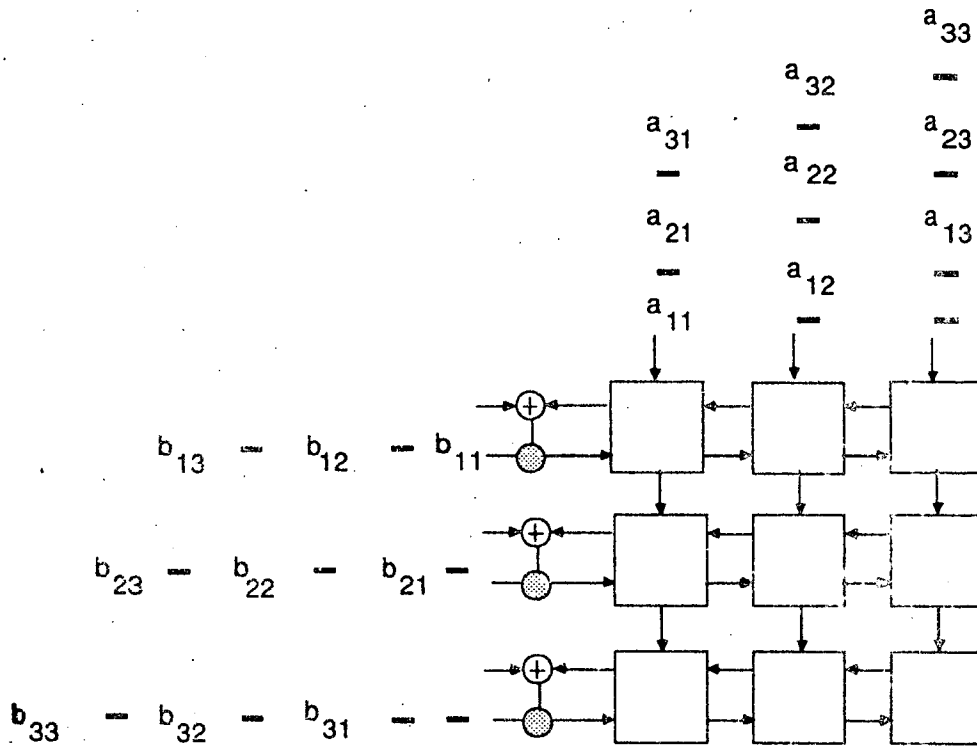 a33
a32
a31 a23
a22
a21 a13
a12
a11
+
b13 - b12 - b11
+
b23 - b22 - b21 -
+
b33 - b32 - b31 - -